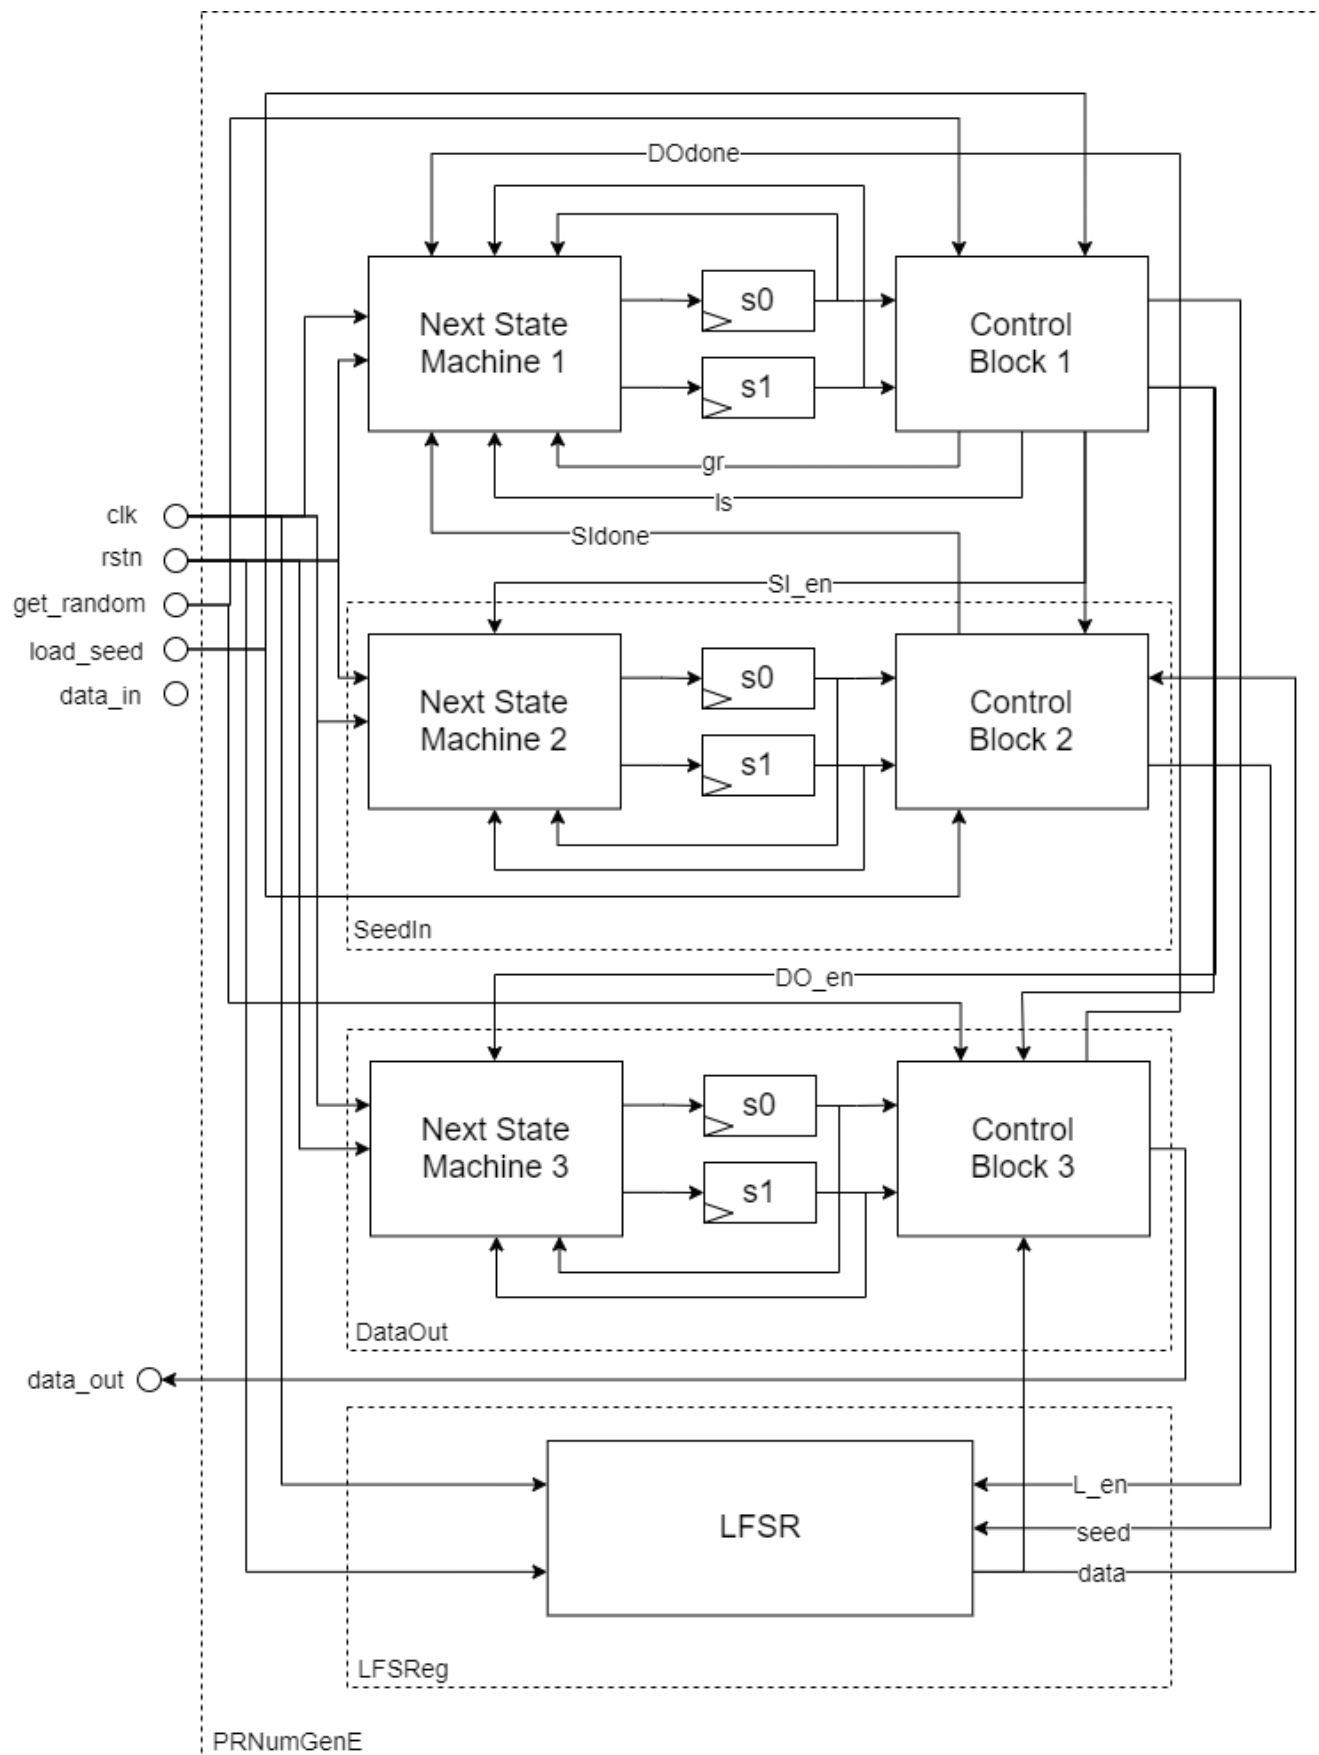 DOdone
Next State
Machine 1
s0
s1
Control
Block 1
gr
ls
SIdone
clk
rstn
get_random
load_seed
data_in
SI_en
Next State
Machine 2
s0
s1
Control
Block 2
SeedIn
DO_en
Next State
Machine 3
s0
s1
Control
Block 3
DataOut
data_out
LFSR
L_en
seed
data
LFSReg
PRNumGenE